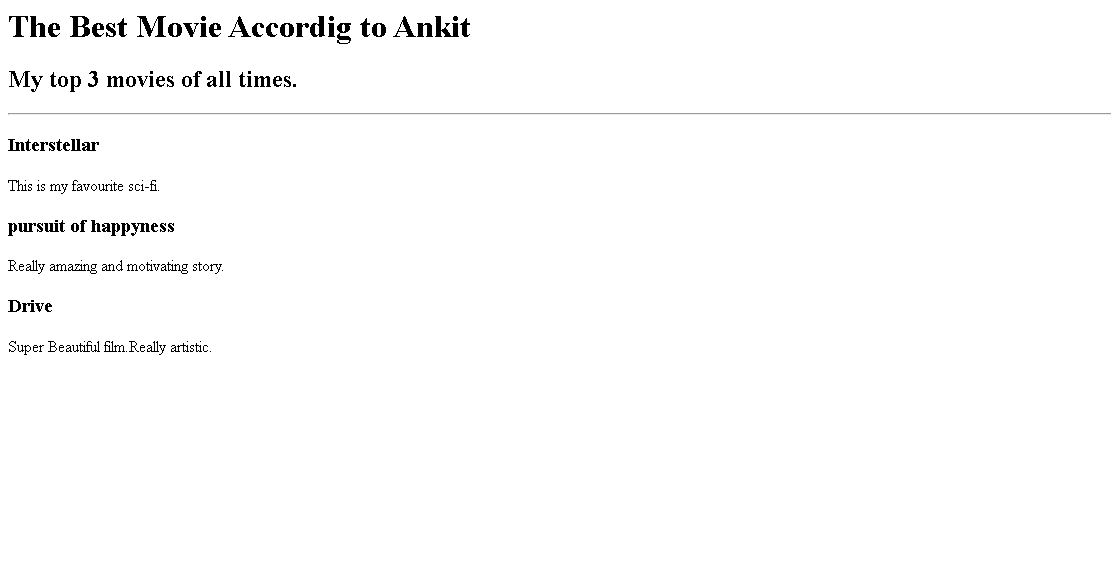 The Best Movie Accordig to Ankit
My top 3 movies of all times.
Interstellar
This is my favourite sci-fi.
pursuit of happyness
Really amazing and motivating story.
Drive
Super Beautiful film.Really artistic.